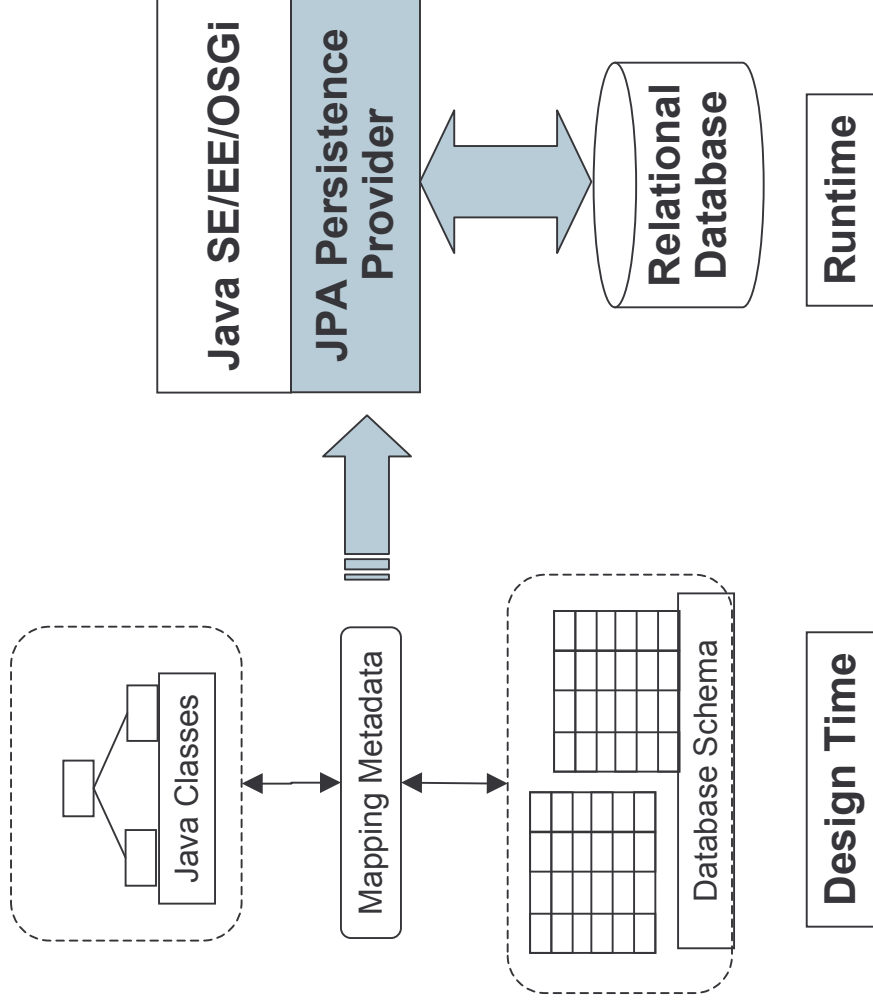 Java Classes
Mapping Metadata
Database Schema
Design Time
Java SE/EE/OSGi
JPA Persistence
Provider
Relational
Database
Runtime